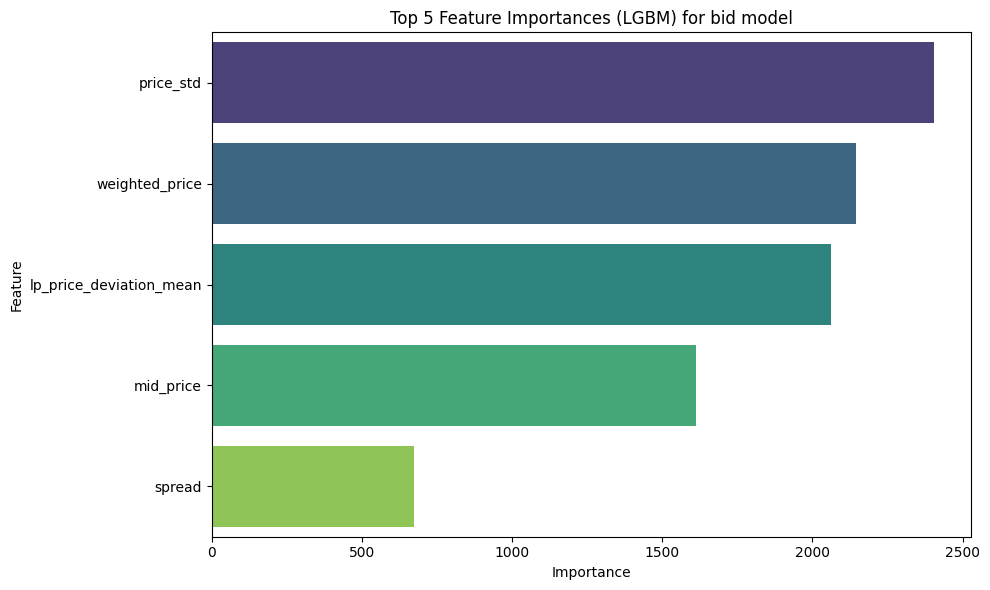 Top 5 Feature Importances (LGBM) for bid model
Feature
price_std
weighted_price
lp_price_deviation_mean
mid_price
spread
0 500 1000 1500 2000 2500
Importance